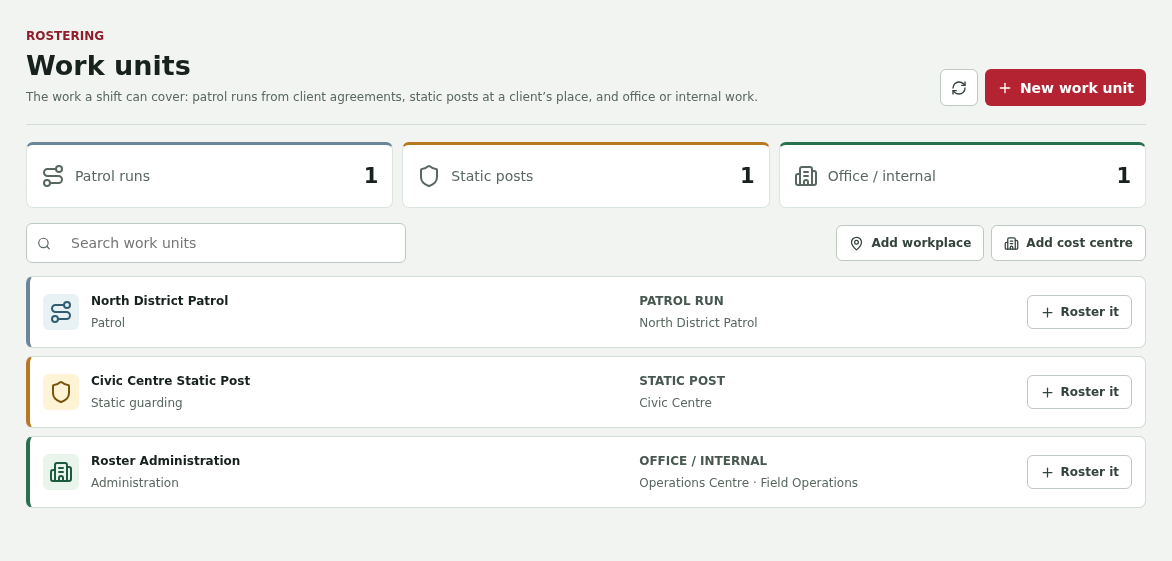 ROSTERING
Work units
The work a shift can cover: patrol runs from client agreements, static posts at a client’s place, and office or internal work.
New work unit
Patrol runs 1
Static posts 1
Office / internal 1
Search work units
Add workplace
Add cost centre
North District Patrol
Patrol
PATROL RUN
North District Patrol
Roster it
Civic Centre Static Post
Static guarding
STATIC POST
Civic Centre
Roster it
Roster Administration
Administration
OFFICE / INTERNAL
Operations Centre · Field Operations
Roster it